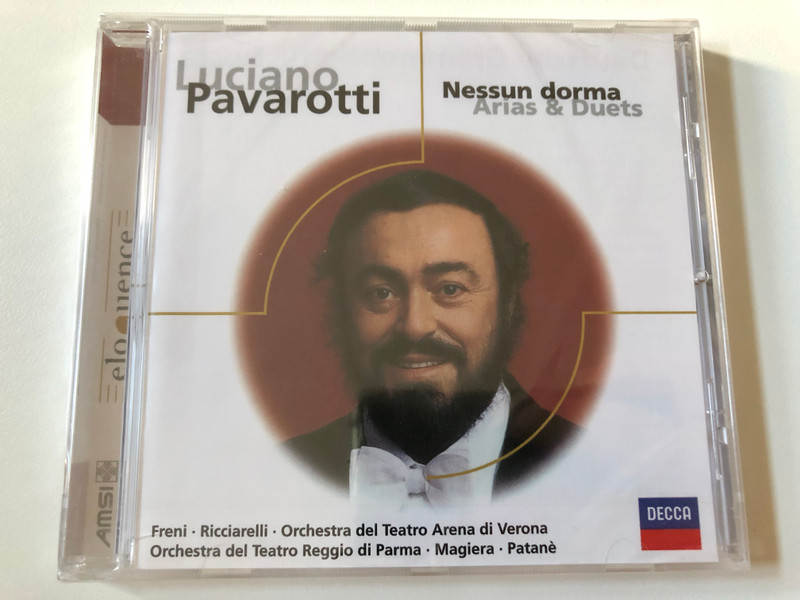 Luciano
Pavarotti
Nessun dorma
Arias & Duets
eloquence
AMSI
Freni · Ricciarelli · Orchestra del Teatro Arena di Verona
Orchestra del Teatro Reggio di Parma · Magiera · Patanè
DECCA